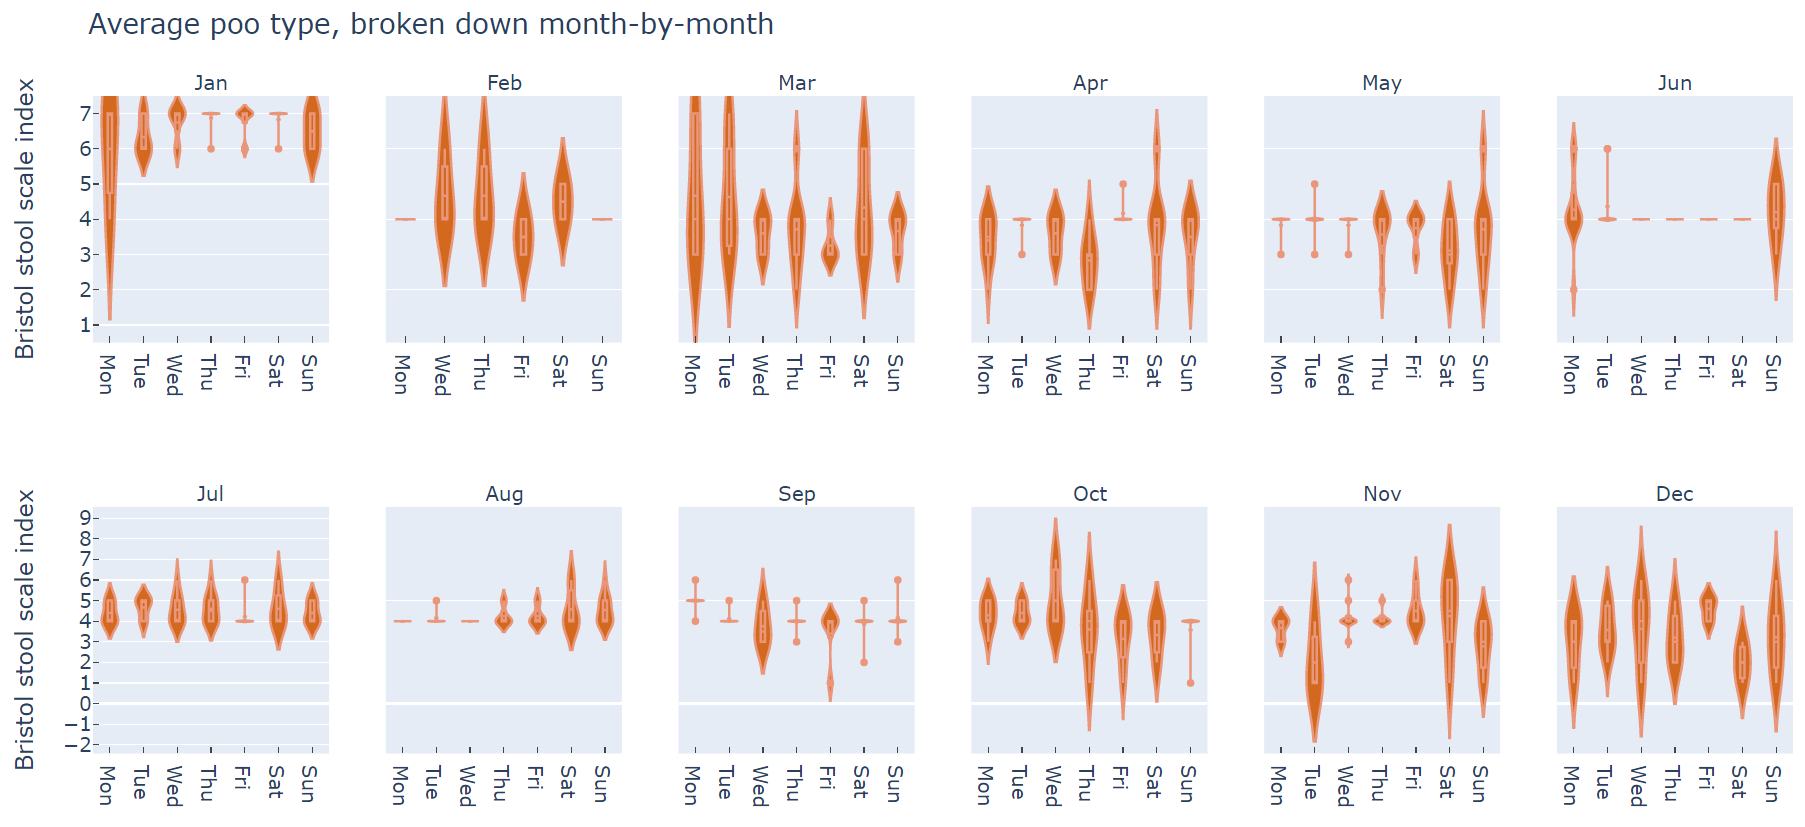 Average poo type, broken down month-by-month
Jan Feb Mar Apr May Jun
Bristol stool scale index
7
6
5
4
3
2
1
Mon Tue Wed Thu Fri Sat Sun
Mon Wed Thu Fri Sat Sun
Mon Tue Wed Thu Fri Sat Sun
Mon Tue Wed Thu Fri Sat Sun
Mon Tue Wed Thu Fri Sat Sun
Mon Tue Wed Thu Fri Sat Sun
Jul Aug Sep Oct Nov Dec
Bristol stool scale index
9
8
7
6
5
4
3
2
1
0
−1
−2
Mon Tue Wed Thu Fri Sat Sun
Mon Tue Wed Thu Fri Sat Sun
Mon Tue Wed Thu Fri Sat Sun
Mon Tue Wed Thu Fri Sat Sun
Mon Tue Wed Thu Fri Sat Sun
Mon Tue Wed Thu Fri Sat Sun